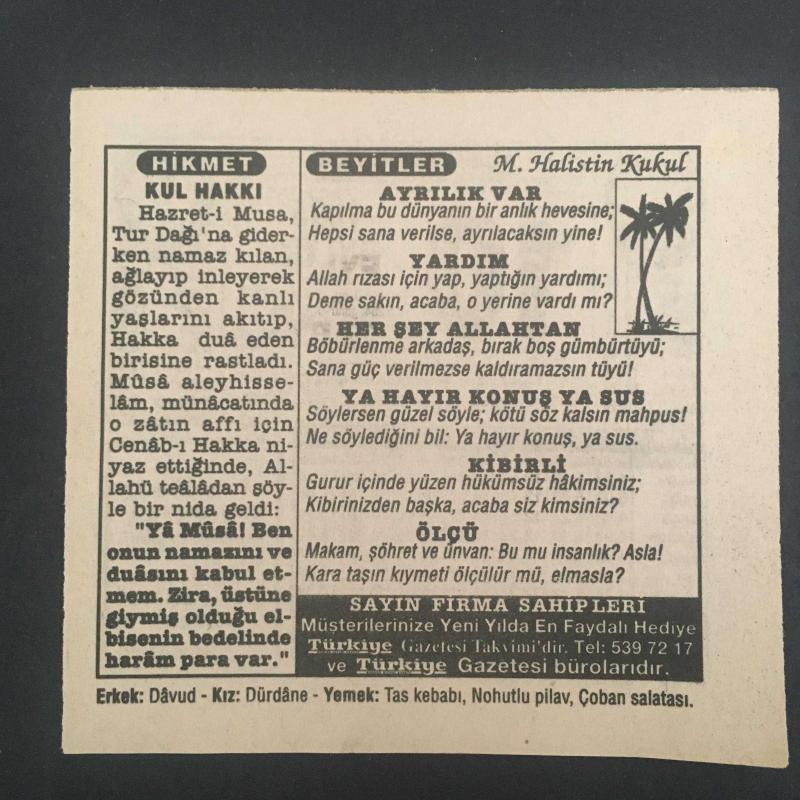 HİKMET
KUL HAKKI
Hazret-i Musa,
Tur Dağı'na gider-
ken namaz kılan,
ağlayıp inleyerek
gözünden kanlı
yaşlarını akıtıp,
Hakka duâ eden
birisine rastladı.
Mûsâ aleyhisse-
lâm, münâcatında
o zâtın affı için
Cenâb-ı Hakka ni-
yaz ettiğinde, Al-
lahü teâlâdan şöy-
le bir nida geldi:
"Yâ Mûsâ! Ben
onun namazını ve
duâsını kabul et-
mem. Zira, üstüne
giymiş olduğu el-
bisenin bedelinde
harâm para var."
BEYİTLER M. Halistin Kukul
AYRILIK VAR
Kapılma bu dünyanın bir anlık hevesine;
Hepsi sana verilse, ayrılacaksın yine!
YARDIM
Allah rızası için yap, yaptığın yardımı;
Deme sakın, acaba, o yerine vardı mı?
HER ŞEY ALLAHTAN
Böbürlenme arkadaş, bırak boş gümbürtüyü;
Sana güç verilmezse kaldıramazsın tüyü!
YA HAYIR KONUŞ YA SUS
Söylersen güzel söyle; kötü söz kalsın mahpus!
Ne söylediğini bil: Ya hayır konuş, ya sus.
KİBİRLİ
Gurur içinde yüzen hükümsüz hâkimsiniz;
Kibirinizden başka, acaba siz kimsiniz?
ÖLÇÜ
Makam, şöhret ve ünvan: Bu mu insanlık? Asla!
Kara taşın kıymeti ölçülür mü, elmasla?
SAYIN FİRMA SAHİPLERİ
Müşterilerinize Yeni Yılda En Faydalı Hediye
Türkiye Gazetesi Takvimi'dir. Tel: 539 72 17
ve Türkiye Gazetesi bürolarıdır.
Erkek: Dâvud - Kız: Dürdâne - Yemek: Tas kebabı, Nohutlu pilav, Çoban salatası.